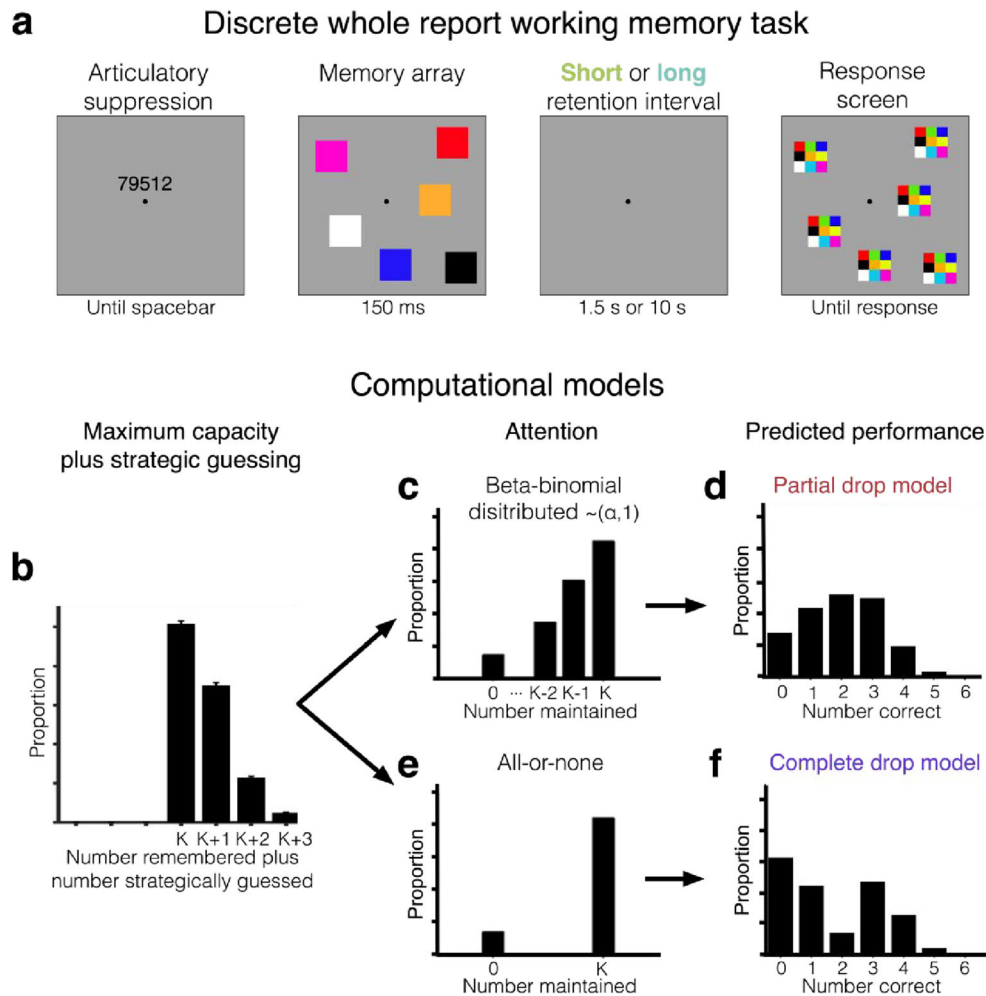 a
Discrete whole report working memory task
Articulatory
suppression
79512
Until spacebar
Memory array
150 ms
Short or long
retention interval
1.5 s or 10 s
Response
screen
Until response
Computational models
Maximum capacity
plus strategic guessing
Attention
Predicted performance
b
Proportion
K K+1 K+2 K+3
Number remembered plus
number strategically guessed
c
Beta-binomial
disitributed ~(α,1)
Proportion
0 ... K-2 K-1 K
Number maintained
d
Partial drop model
Proportion
0 1 2 3 4 5 6
Number correct
e
All-or-none
Proportion
0 K
Number maintained
f
Complete drop model
Proportion
0 1 2 3 4 5 6
Number correct